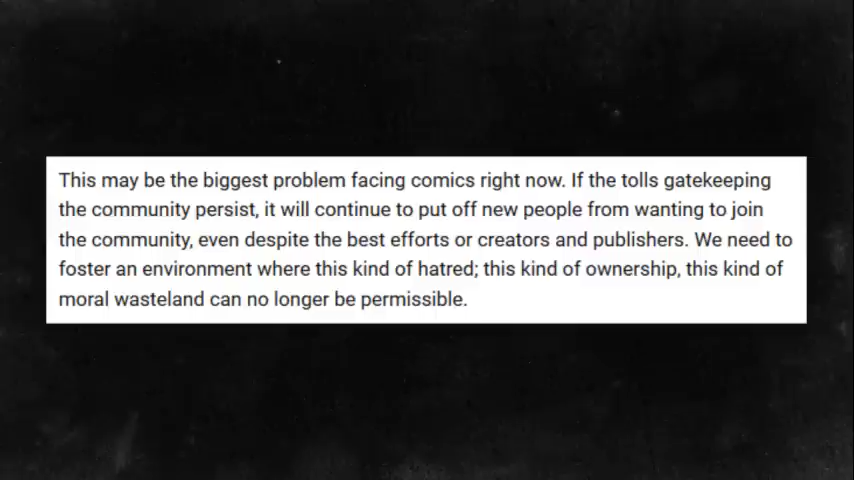 This may be the biggest problem facing comics right now. If the tolls gatekeeping
the community persist, it will continue to put off new people from wanting to join
the community, even despite the best efforts or creators and publishers. We need to
foster an environment where this kind of hatred; this kind of ownership, this kind of
moral wasteland can no longer be permissible.